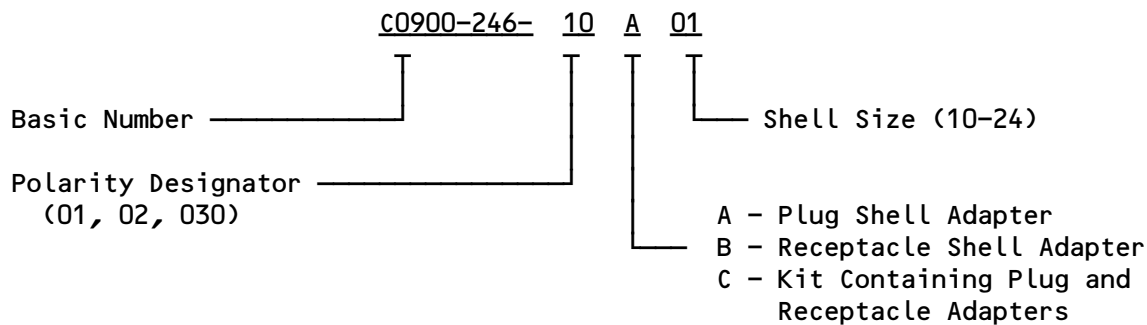 C0900-246- 10 A 01
Basic Number
Shell Size (10-24)
Polarity Designator
(01, 02, 030)
A - Plug Shell Adapter
B - Receptacle Shell Adapter
C - Kit Containing Plug and
Receptacle Adapters